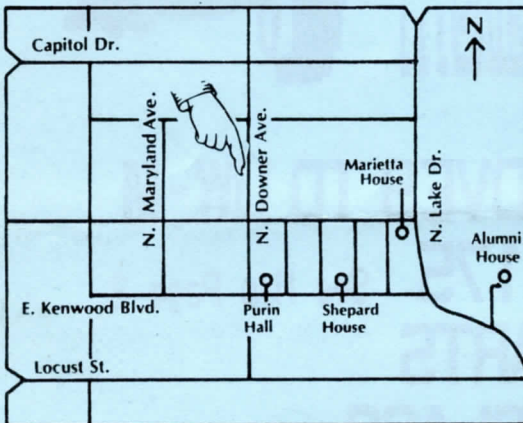 N
Capitol Dr.
N. Maryland Ave.
N. Downer Ave.
Marietta
House
N. Lake Dr.
Alumni
House
E. Kenwood Blvd.
Purin
Hall
Shepard
House
Locust St.